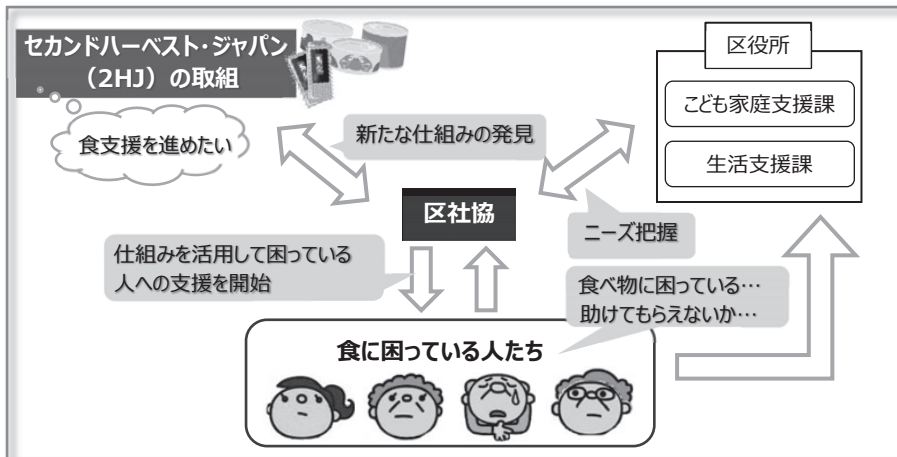 セカンドハーベスト・ジャパン
（2HJ）の取組
食支援を進めたい
新たな仕組みの発見
区役所
こども家庭支援課
生活支援課
区社協
ニーズ把握
仕組みを活用して困っている
人への支援を開始
食べ物に困っている…
助けてもらえないか…
食に困っている人たち